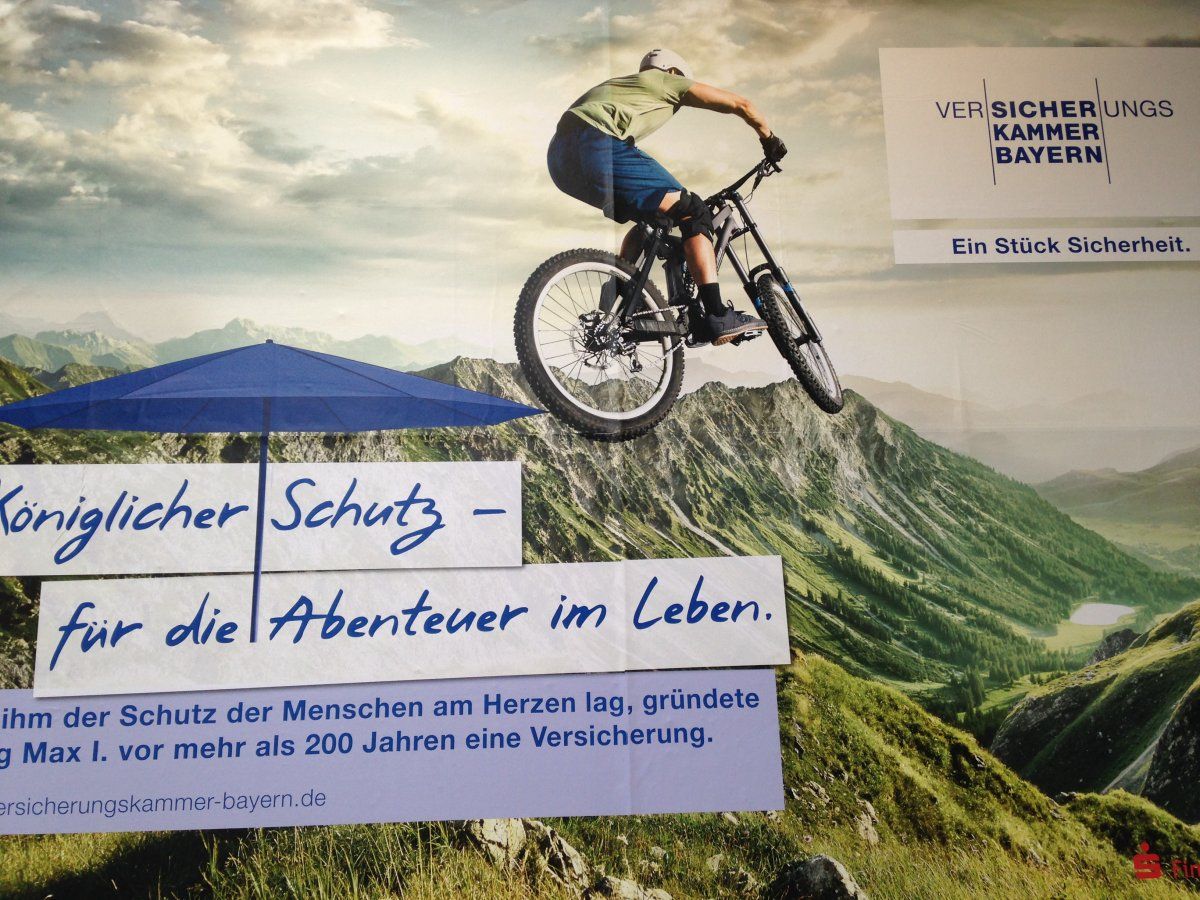 VERSICHERUNGS
KAMMER
BAYERN
Ein Stück Sicherheit.
Königlicher Schutz –
für die Abenteuer im Leben.
ihm der Schutz der Menschen am Herzen lag, gründete
g Max I. vor mehr als 200 Jahren eine Versicherung.
ersicherungskammer-bayern.de
Fin